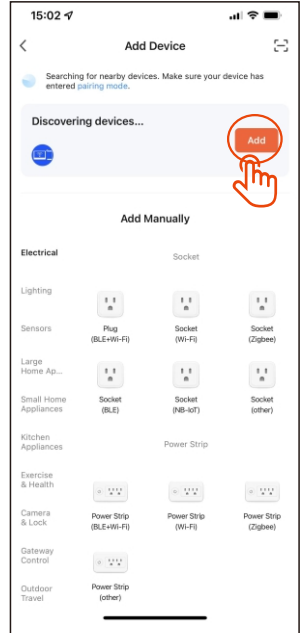 15:02
Add Device
Searching for nearby devices. Make sure your device has
entered pairing mode.
Discovering devices...
Add
Add Manually
Electrical
Socket
Lighting
Plug
(BLE+Wi-Fi)
Socket
(Wi-Fi)
Socket
(Zigbee)
Sensors
Large
Home Ap...
Socket
(BLE)
Socket
(NB-IoT)
Socket
(other)
Small Home
Appliances
Kitchen
Appliances
Power Strip
Exercise
& Health
Power Strip
(BLE+Wi-Fi)
Power Strip
(Wi-Fi)
Power Strip
(Zigbee)
Camera
& Lock
Gateway
Control
Power Strip
(other)
Outdoor
Travel